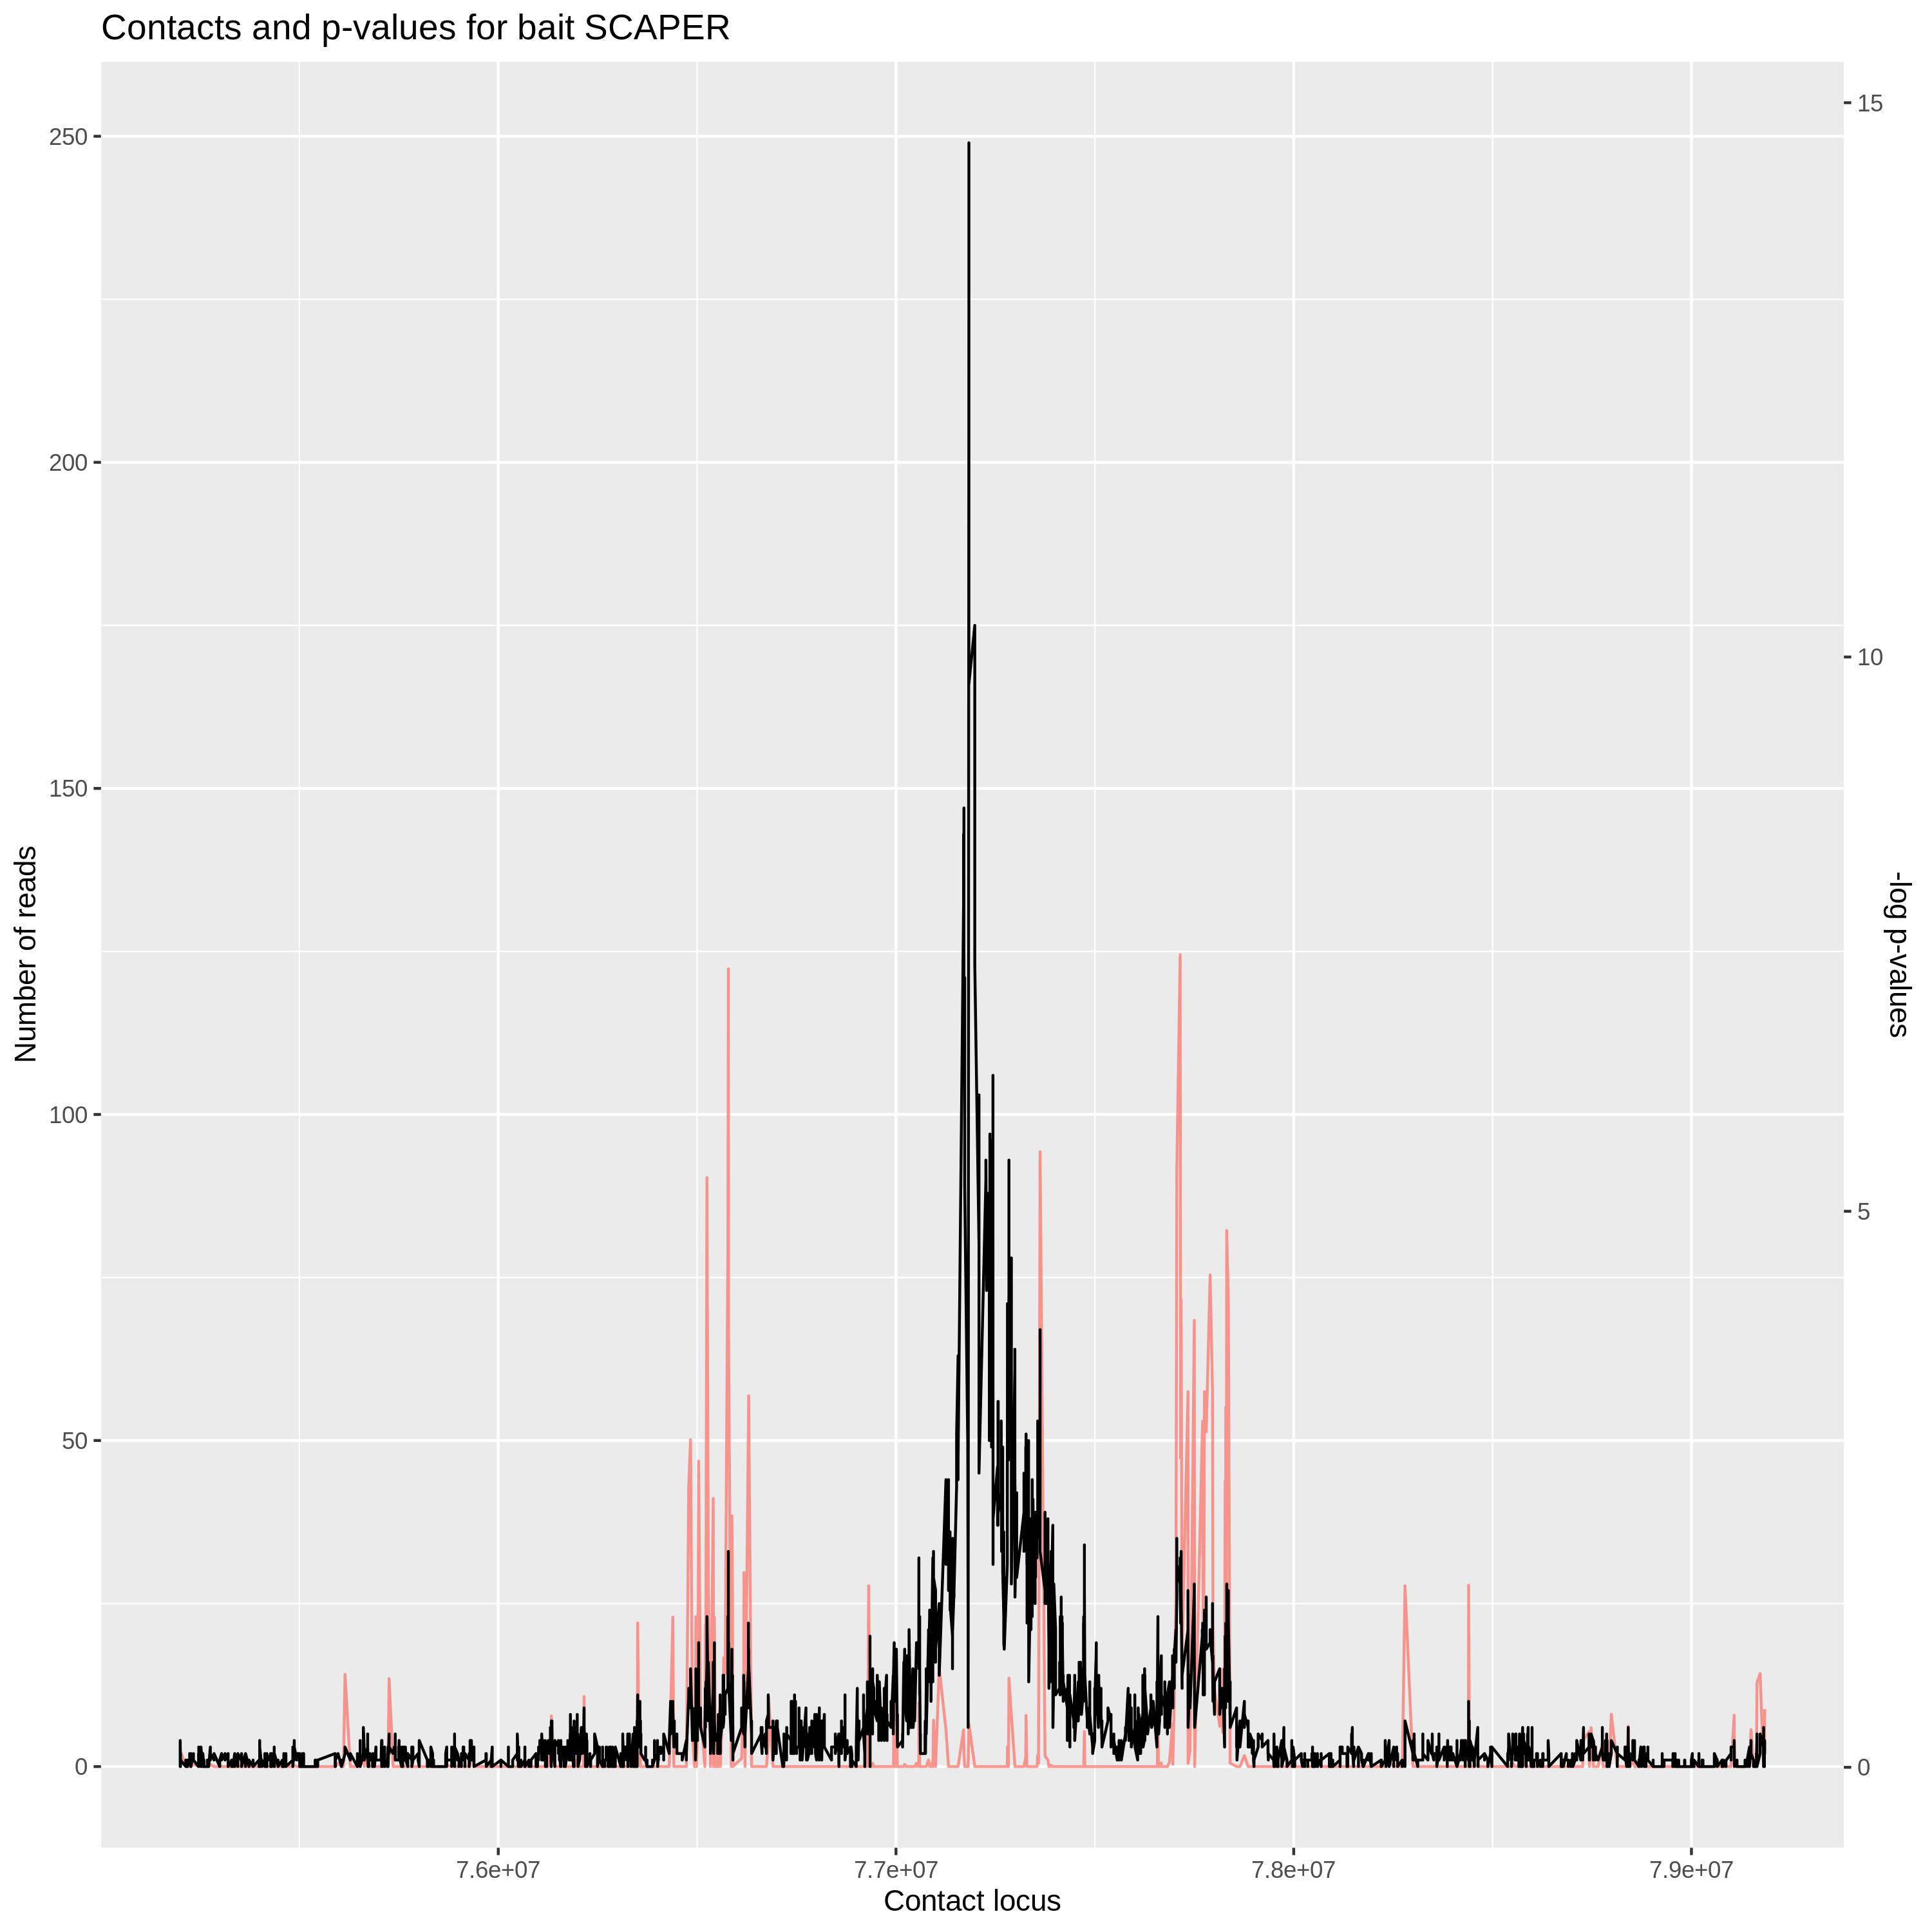 Contacts and p-values for bait SCAPER
250
200
150
100
50
0
Number of reads
15
10
5
0
-log p-values
7.6e+07 7.7e+07 7.8e+07 7.9e+07
Contact locus